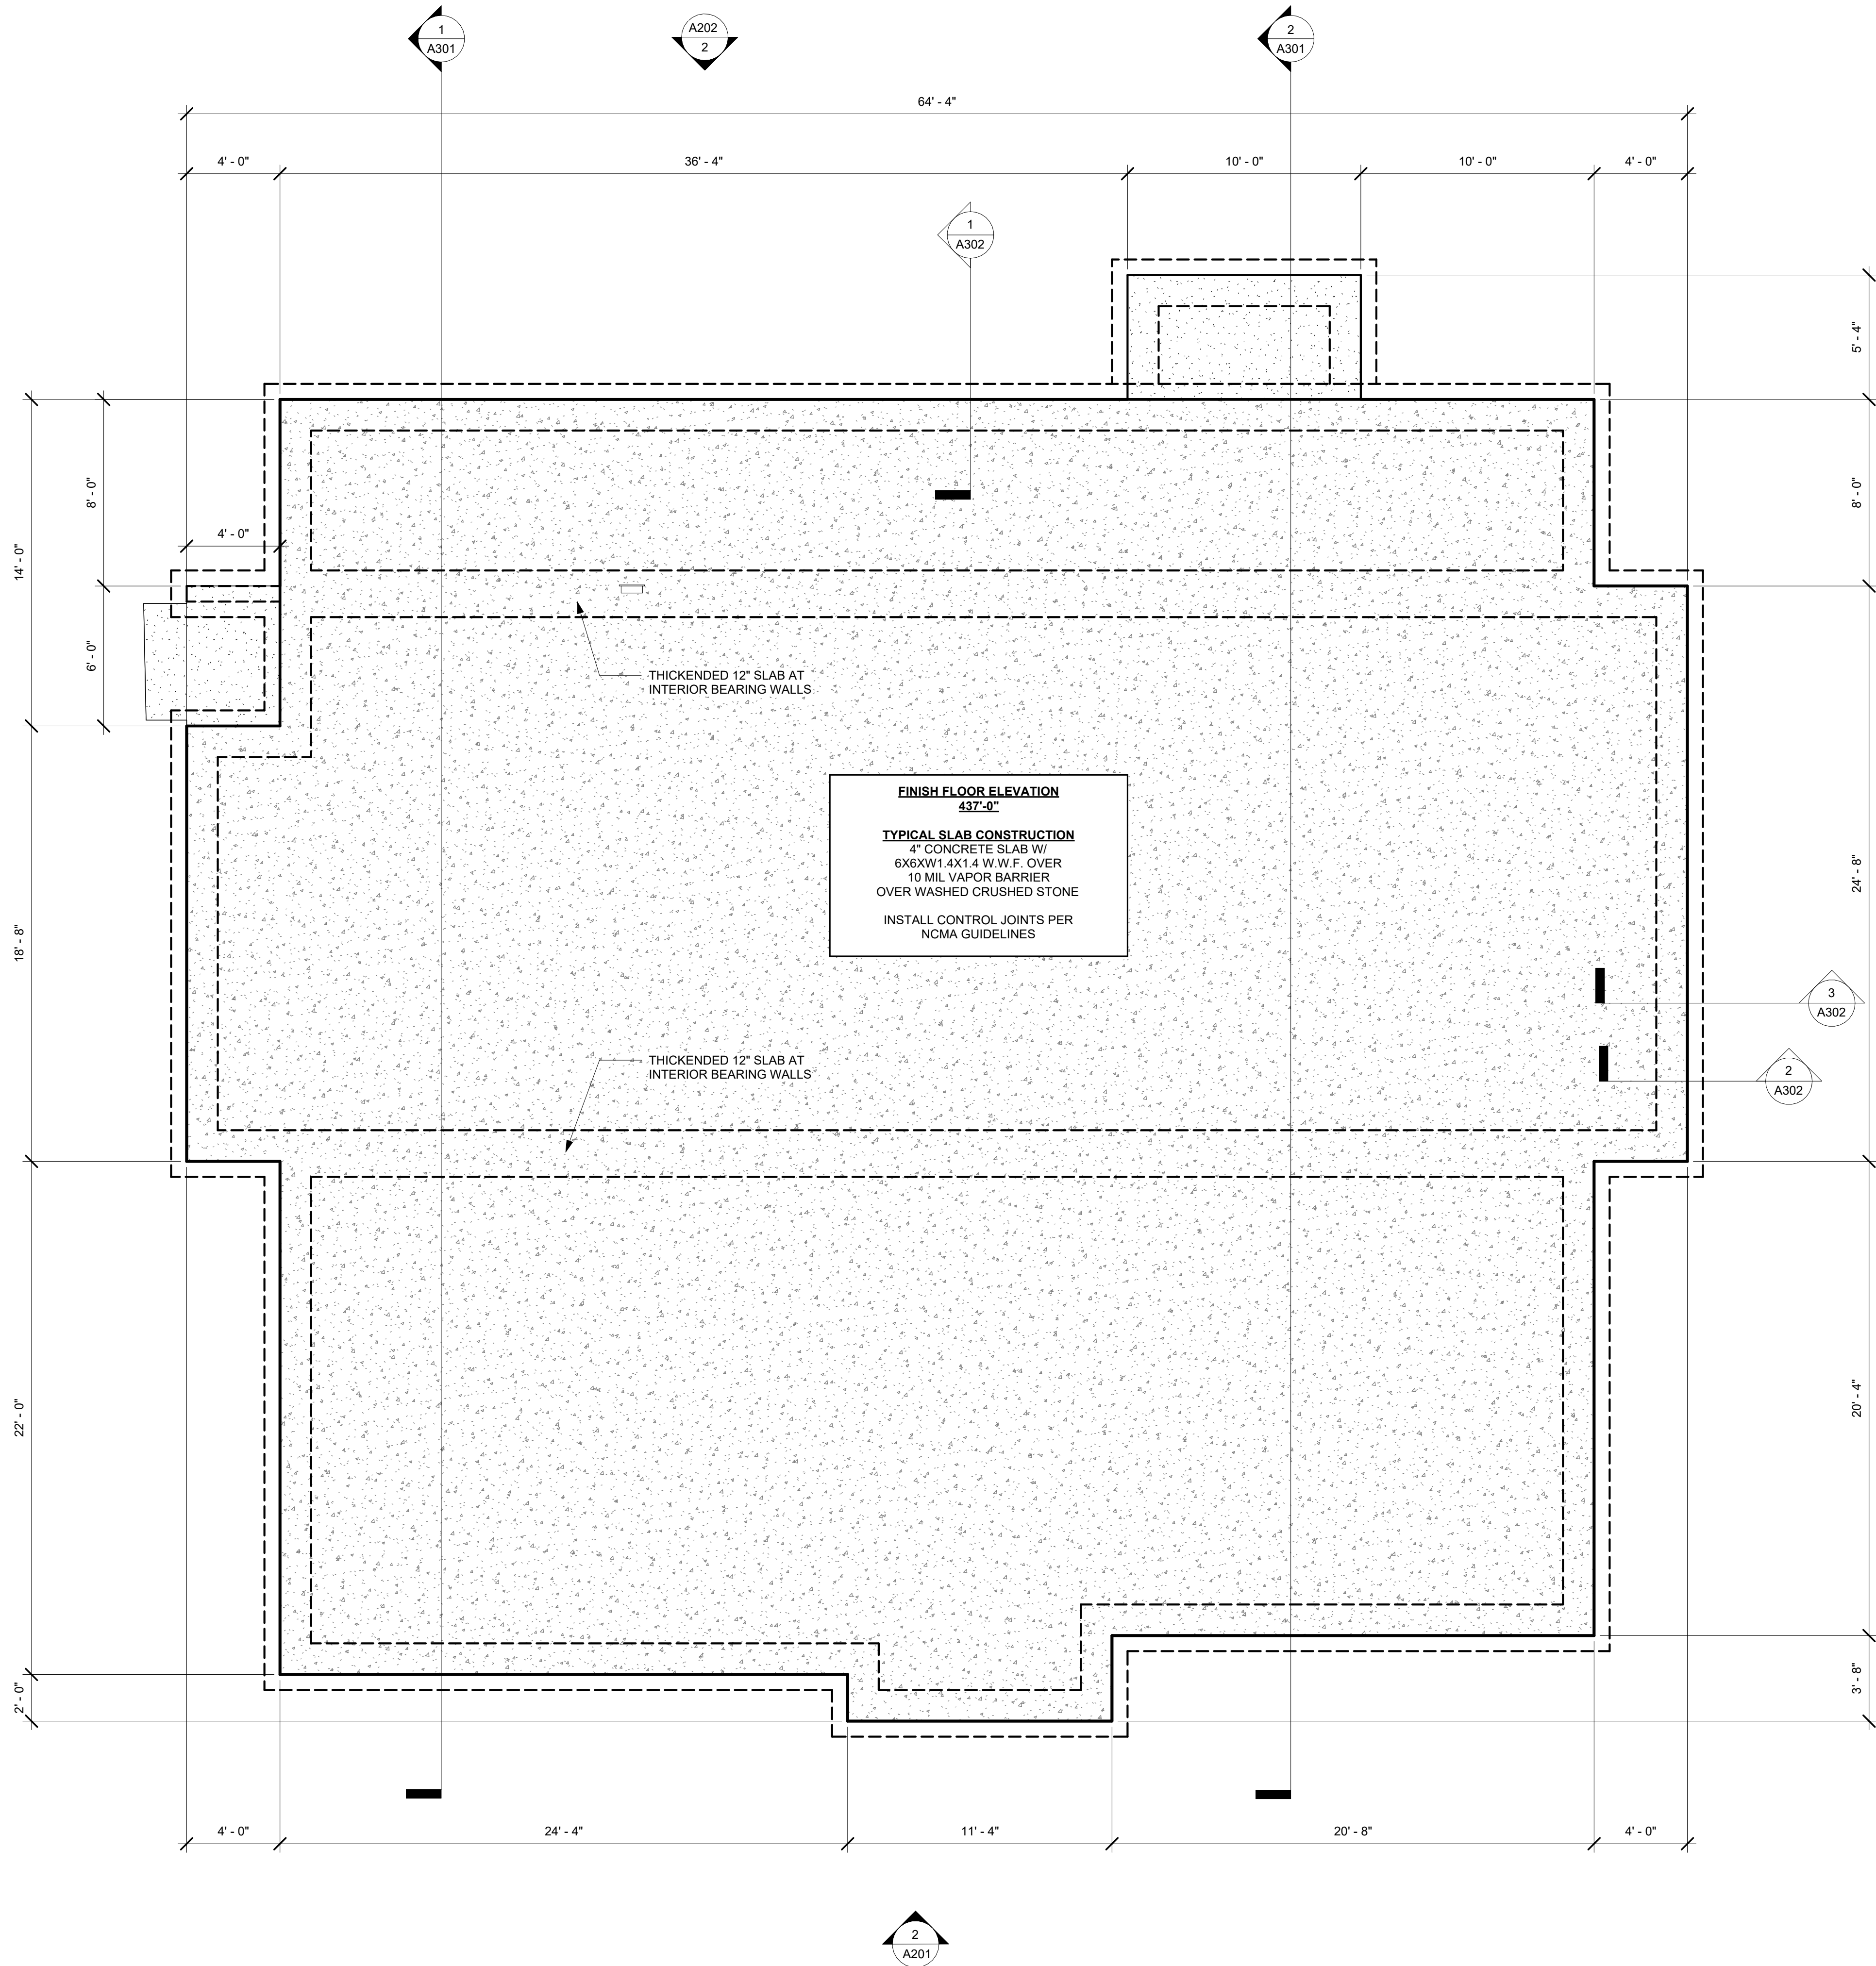 1
A301
A202
2
2
A301
64' - 4"
4' - 0"
36' - 4"
10' - 0"
10' - 0"
4' - 0"
1
A302
5' - 4"
8' - 0"
14' - 0"
8' - 0"
4' - 0"
6' - 0"
THICKENDED 12" SLAB AT
INTERIOR BEARING WALLS
FINISH FLOOR ELEVATION
437'-0"
TYPICAL SLAB CONSTRUCTION
4" CONCRETE SLAB W/
6X6XW1.4X1.4 W.W.F. OVER
10 MIL VAPOR BARRIER
OVER WASHED CRUSHED STONE
INSTALL CONTROL JOINTS PER
NCMA GUIDELINES
24' - 8"
18' - 8"
3
A302
2
A302
THICKENDED 12" SLAB AT
INTERIOR BEARING WALLS
22' - 0"
20' - 4"
2' - 0"
3' - 8"
4' - 0"
24' - 4"
11' - 4"
20' - 8"
4' - 0"
2
A201